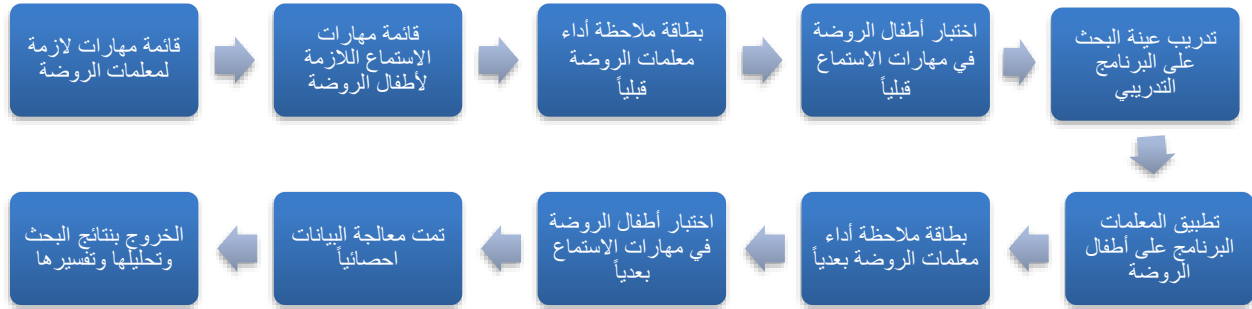 قائمة مهارات لازمة
لمعلمات الروضة
قائمة مهارات
الاستماع اللازمة
لأطفال الروضة
بطاقة ملاحظة أداء
معلمات الروضة
قبلياً
اختبار أطفال الروضة
في مهارات الاستماع
قبلياً
تدريب عينة البحث
على البرنامج
التدريبي
تطبيق المعلمات
البرنامج على أطفال
الروضة
بطاقة ملاحظة أداء
معلمات الروضة بعدياً
اختبار أطفال الروضة
في مهارات الاستماع
بعدياً
تمت معالجة البيانات
احصائياً
الخروج بنتائج البحث
وتحليلها وتفسيرها